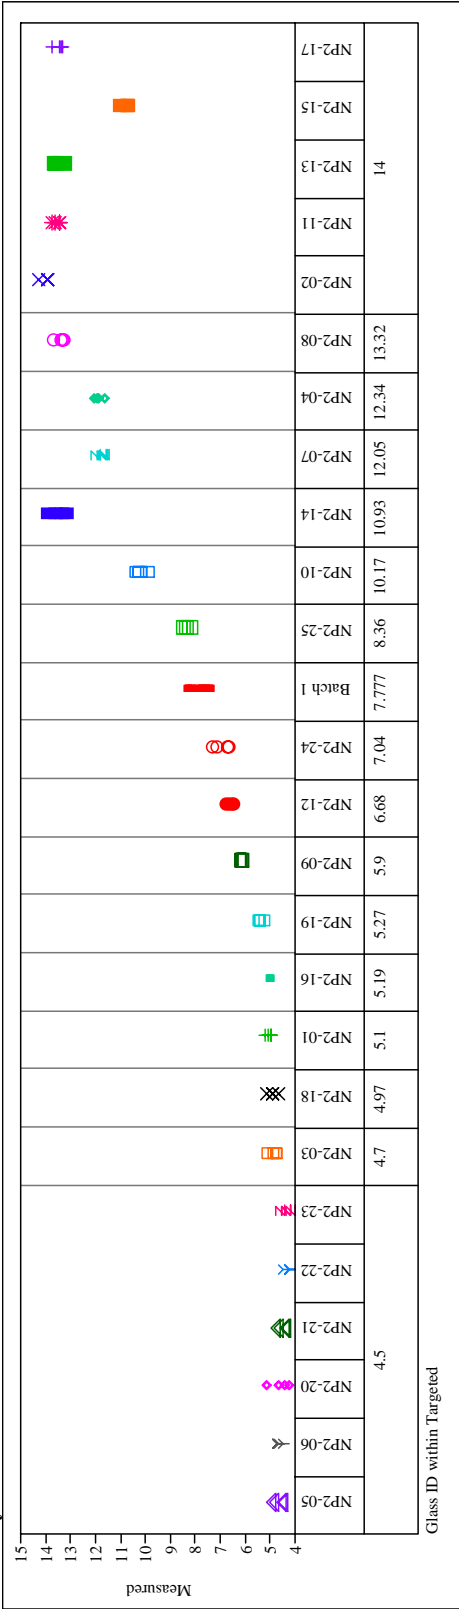 Measured
15
14
13
12
11
10
9
8
7
6
5
4
NP2-05
NP2-06
NP2-20
NP2-21
NP2-22
NP2-23
NP2-03
NP2-18
NP2-01
NP2-16
NP2-19
NP2-09
NP2-12
NP2-24
Batch 1
NP2-25
NP2-10
NP2-14
NP2-07
NP2-04
NP2-08
NP2-02
NP2-11
NP2-13
NP2-15
NP2-17
4.5
4.7
4.97
5.1
5.19
5.27
5.9
6.68
7.04
7.777
8.36
10.17
10.93
12.05
12.34
13.32
14
Glass ID within Targeted